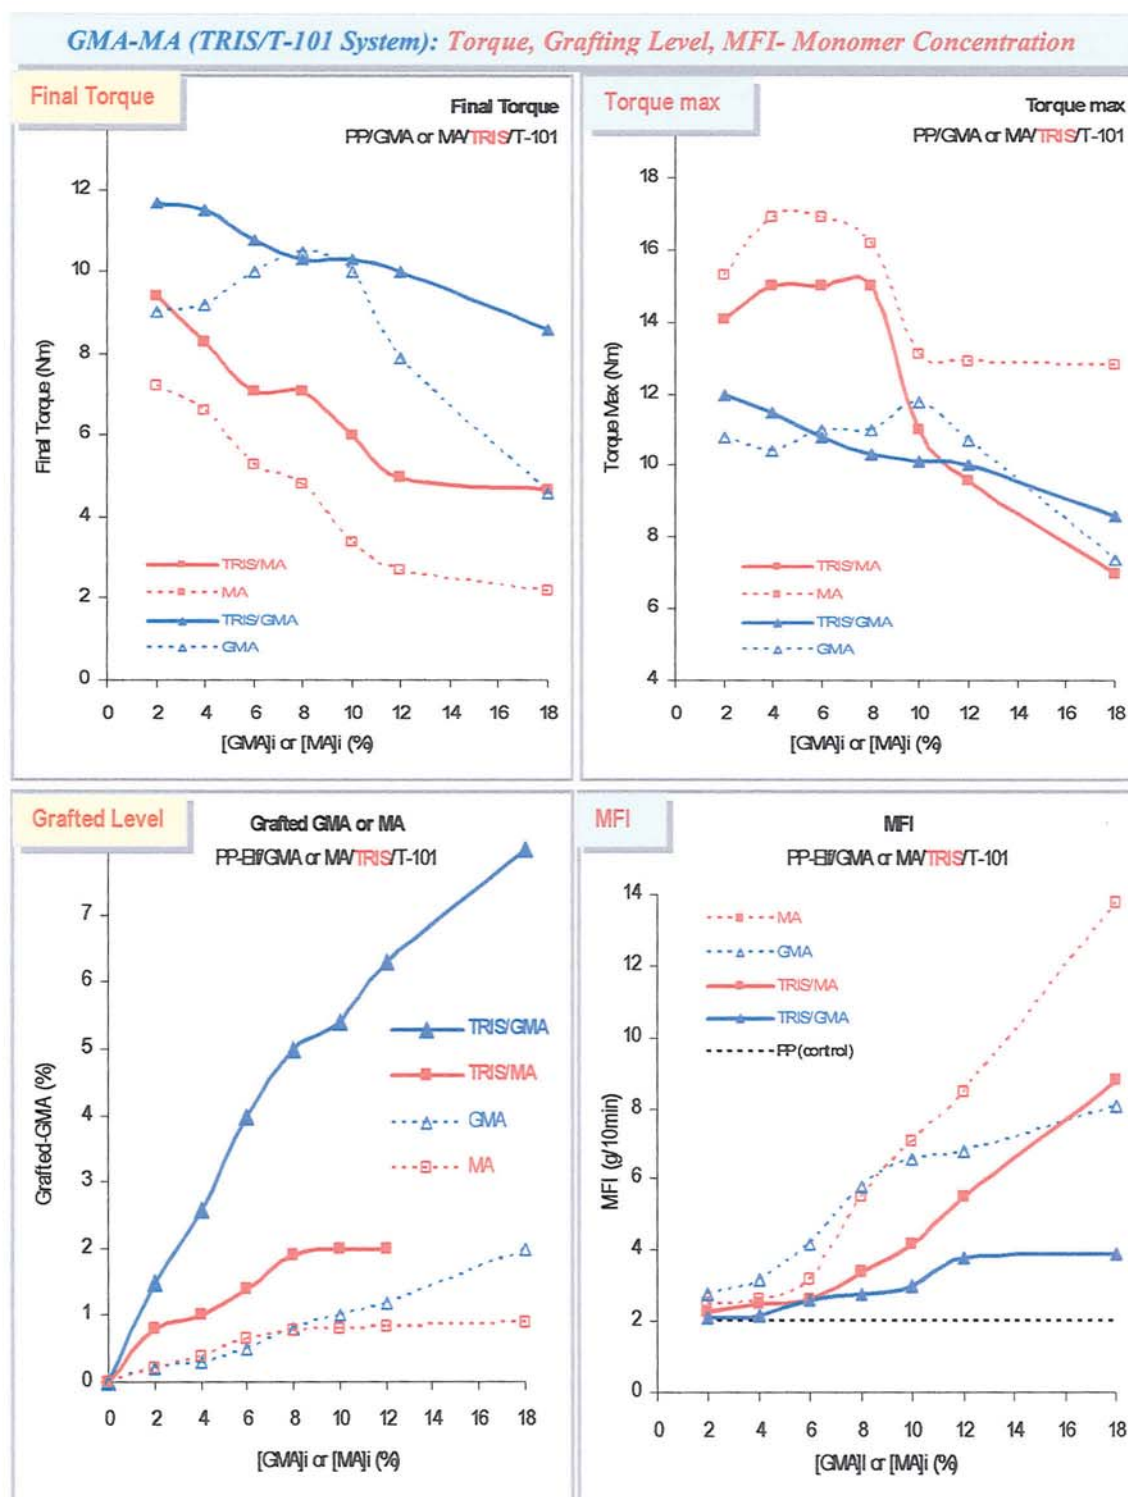 GMA-MA (TRIS/T-101 System): Torque, Grafting Level, MFI- Monomer Concentration
Final Torque
Final Torque
PP/GMA or MA/TRIS/T-101
Final Torque (Nm)
12
10
8
6
4
2
0
TRIS/MA
MA
TRIS/GMA
GMA
0 2 4 6 8 10 12 18
[GMA]i or [MA]i (%)
Torque max
Torque max
PP/GMA or MA/TRIS/T-101
Torque Max (Nm)
18
16
14
12
10
8
6
4
TRIS/MA
MA
TRIS/GMA
GMA
0 2 4 6 8 10 12 18
[GMA]i or [MA]i (%)
Grafted Level
Grafted GMA or MA
PP-Elf/GMA or MA/TRIS/T-101
Grafted-GMA (%)
7
6
5
4
3
2
1
0
TRIS/GMA
TRIS/MA
GMA
MA
0 2 4 6 8 10 12 18
[GMA]i or [MA]i (%)
MFI
MFI
PP-Elf/GMA or MA/TRIS/T-101
MFI (g/10min)
14
12
10
8
6
4
2
0
MA
GMA
TRIS/MA
TRIS/GMA
PP (control)
0 2 4 6 8 10 12 18
[GMA]I or [MA]i (%)